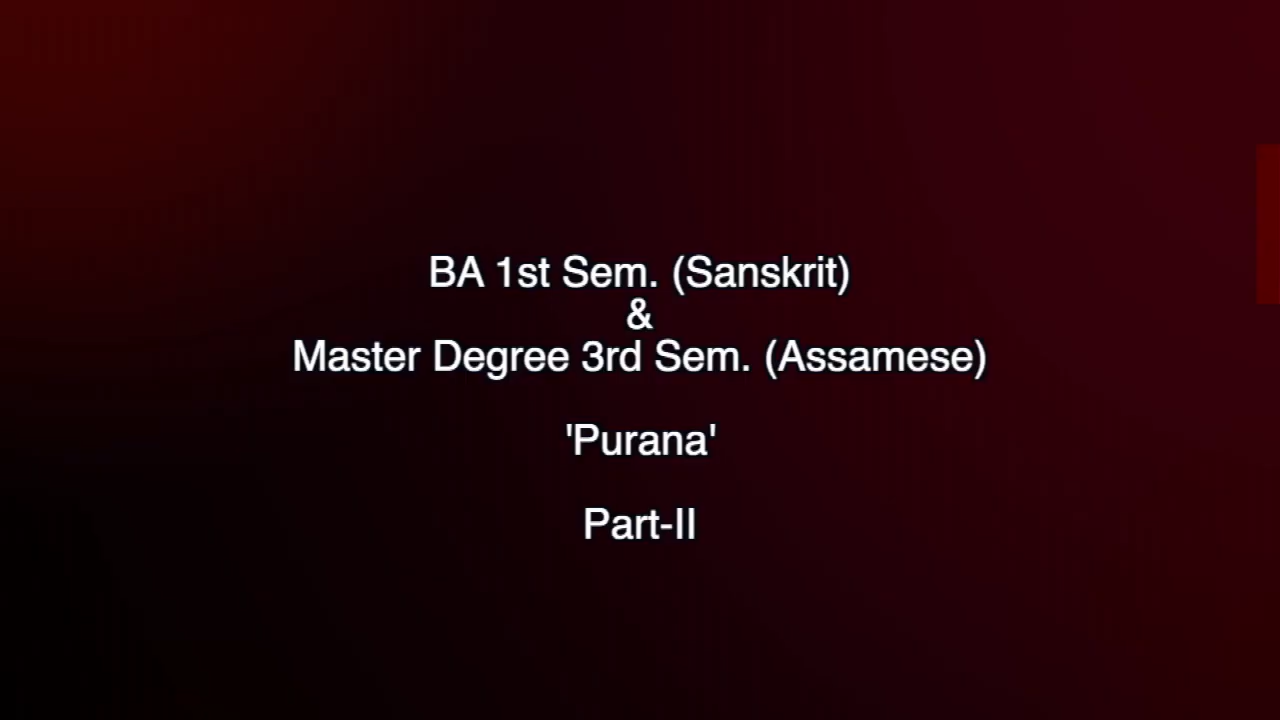 BA 1st Sem. (Sanskrit)
&
Master Degree 3rd Sem. (Assamese)
'Purana'
Part-II